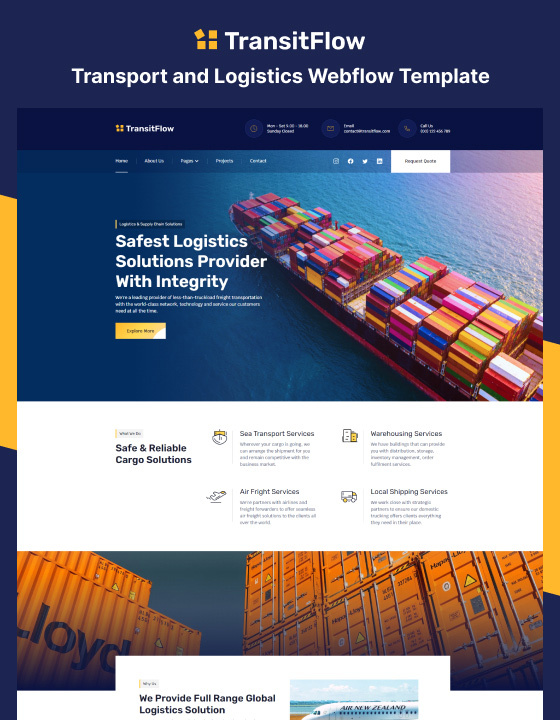 TransitFlow
Transport and Logistics Webflow Template
TransitFlow
Mon - Sat 9.00 - 18.00
Sunday Closed
Email
contact@transitflow.com
Call Us
(00) 112 456 789
Home
About Us
Pages
Projects
Contact
Request Quote
Logistics & Supply Chain Solutions
Safest Logistics
Solutions Provider
With Integrity
We're a leading provider of less-than-truckload freight transportation
with the world-class network, technology and service our customers
need at all the time.
Explore More
What We Do
Safe & Reliable
Cargo Solutions
Sea Transport Services
Wherever your cargo is going, we
can arrange the shipment for you
and remain competitive with the
business market.
Warehousing Services
We have buildings that can provide
you with distribution, storage,
inventory management, order
fulfilment services.
Air Fright Services
We're partners with airlines and
freight forwarders to offer seamless
air-freight solutions to the clients all
over the world.
Local Shipping Services
We work close with strategic
partners to ensure our domestic
trucking offers clients everything
they need in their place.
Lloyd
Why Us
We Provide Full Range Global
Logistics Solution
AIR NEW ZEALAND